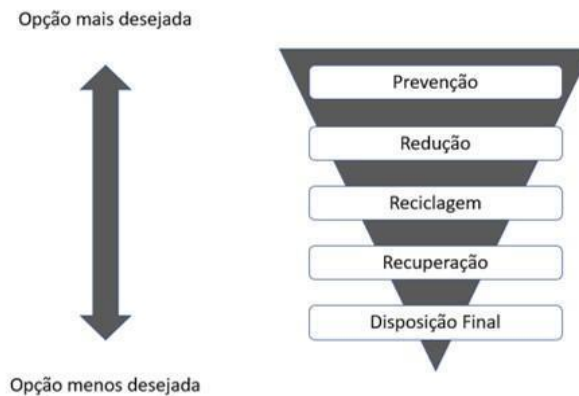 Opção mais desejada
Prevenção
Redução
Reciclagem
Recuperação
Disposição Final
Opção menos desejada